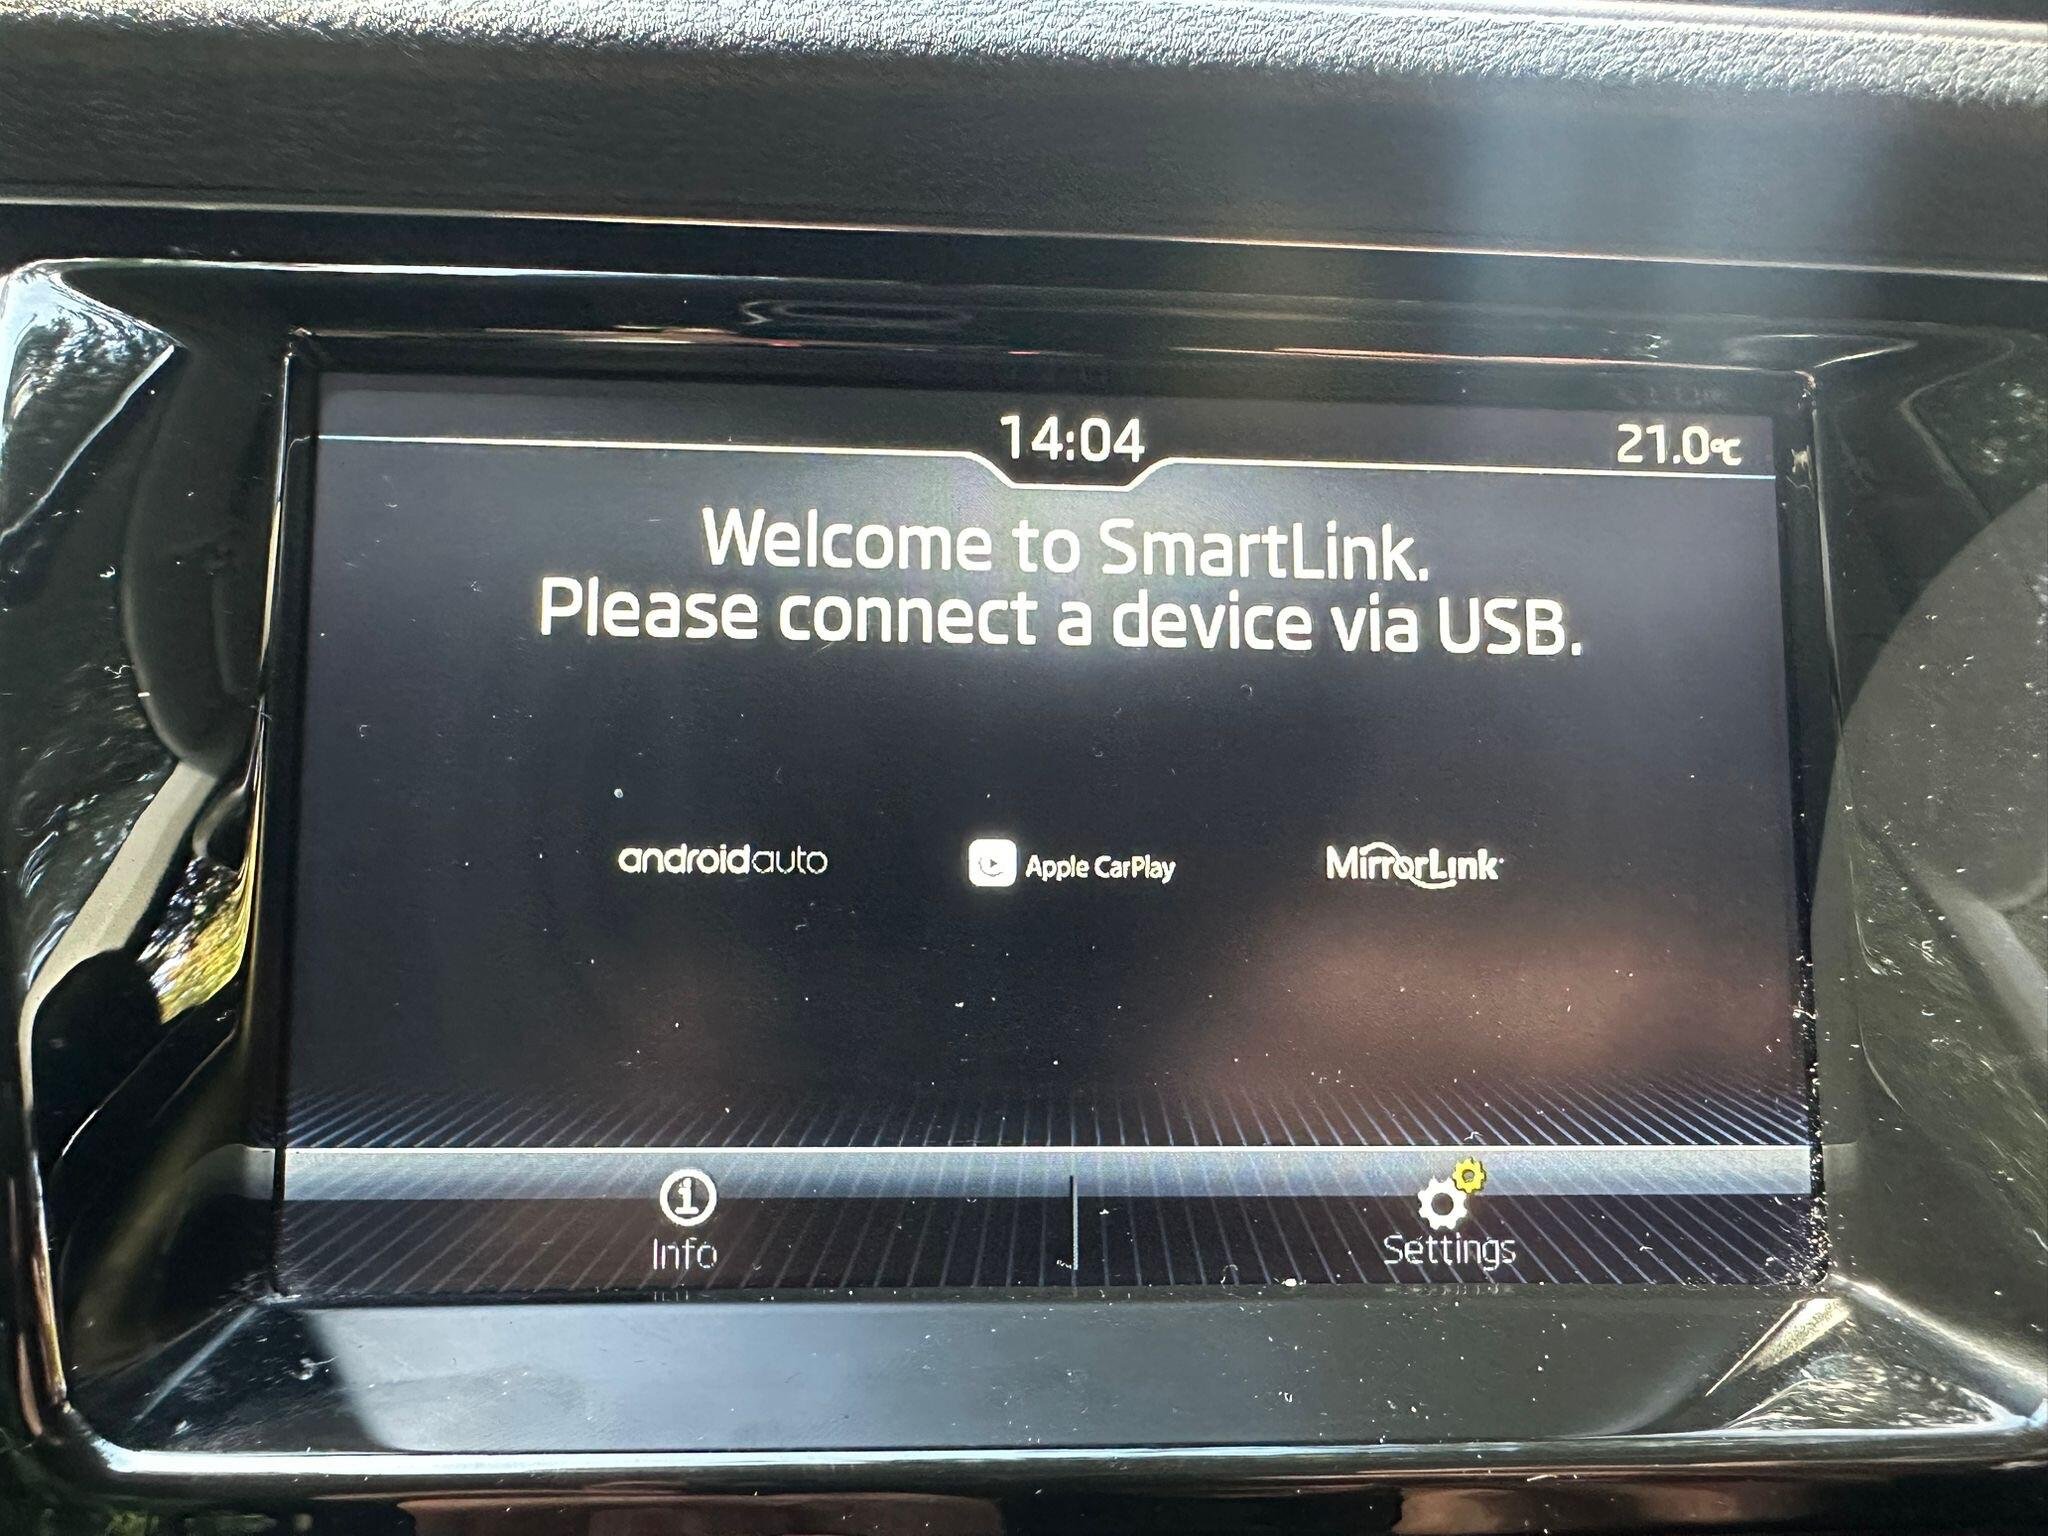 14:04
21.0°C
Welcome to SmartLink.
Please connect a device via USB.
androidauto
Apple CarPlay
MirrorLink
Info
Settings